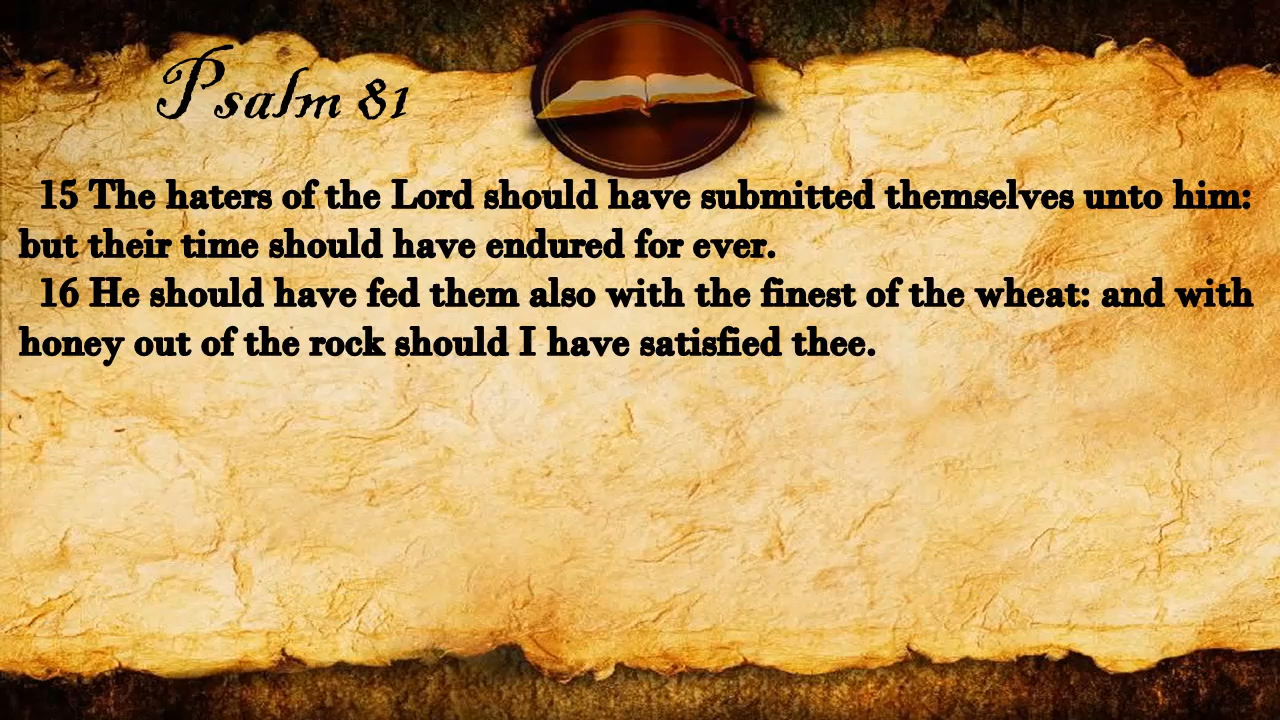 Psalm 81
15 The haters of the Lord should have submitted themselves unto him:
but their time should have endured for ever.
16 He should have fed them also with the finest of the wheat: and with
honey out of the rock should I have satisfied thee.